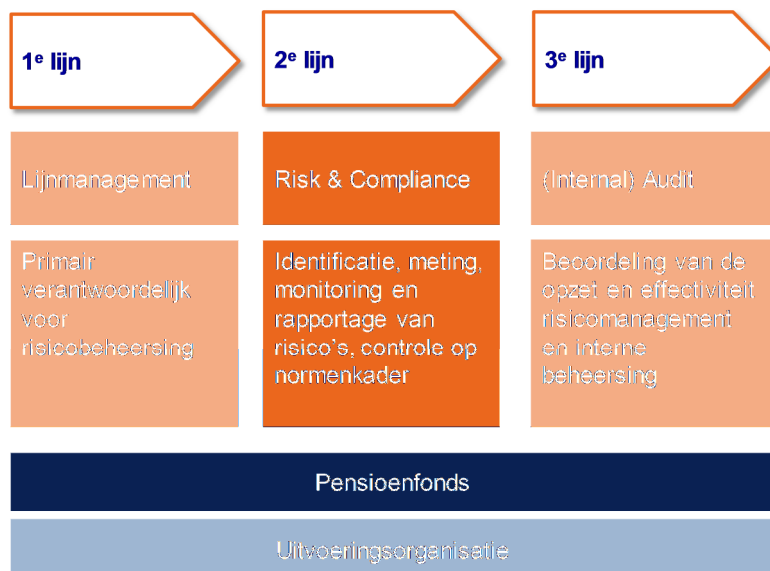 1e lijn
2e lijn
3e lijn
Lijnmanagement
Risk & Compliance
(Internal) Audit
Primair
verantwoordelijk
voor
risicobeheersing
Identificatie, meting,
monitoring en
rapportage van
risico's, controle op
normenkader
Beoordeling van de
opzet en effectiviteit
risicomanagement
en interne
beheersing
Pensioenfonds
Uitvoeringsorganisatie